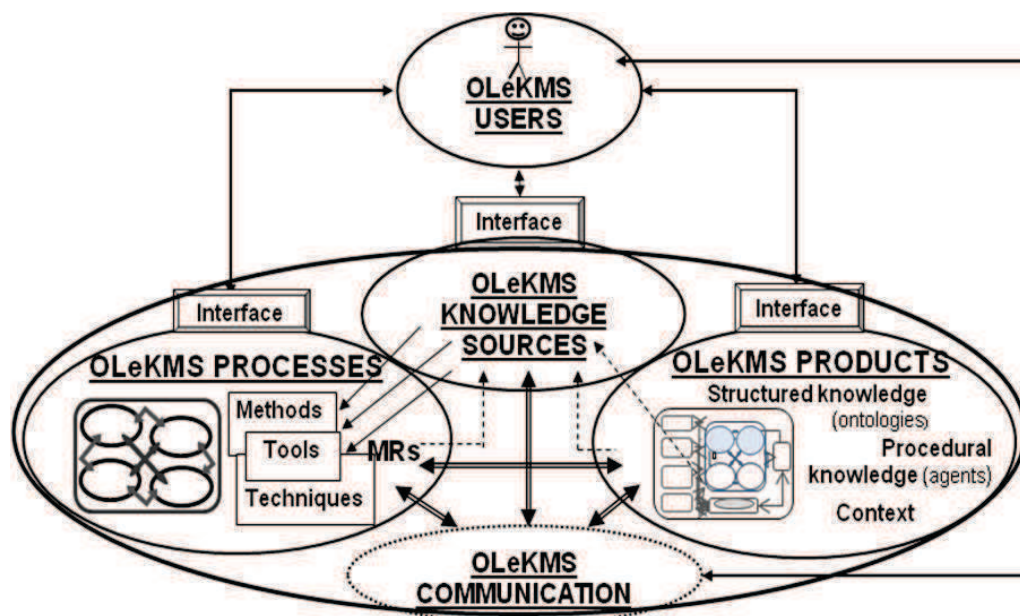 OLeKMS
USERS
Interface
Interface
Interface
OLeKMS
KNOWLEDGE
SOURCES
OLeKMS PROCESSES
Methods
Tools
Techniques
MRs
OLeKMS PRODUCTS
Structured knowledge
(ontologies)
Procedural
knowledge (agents)
Context
OLeKMS
COMMUNICATION